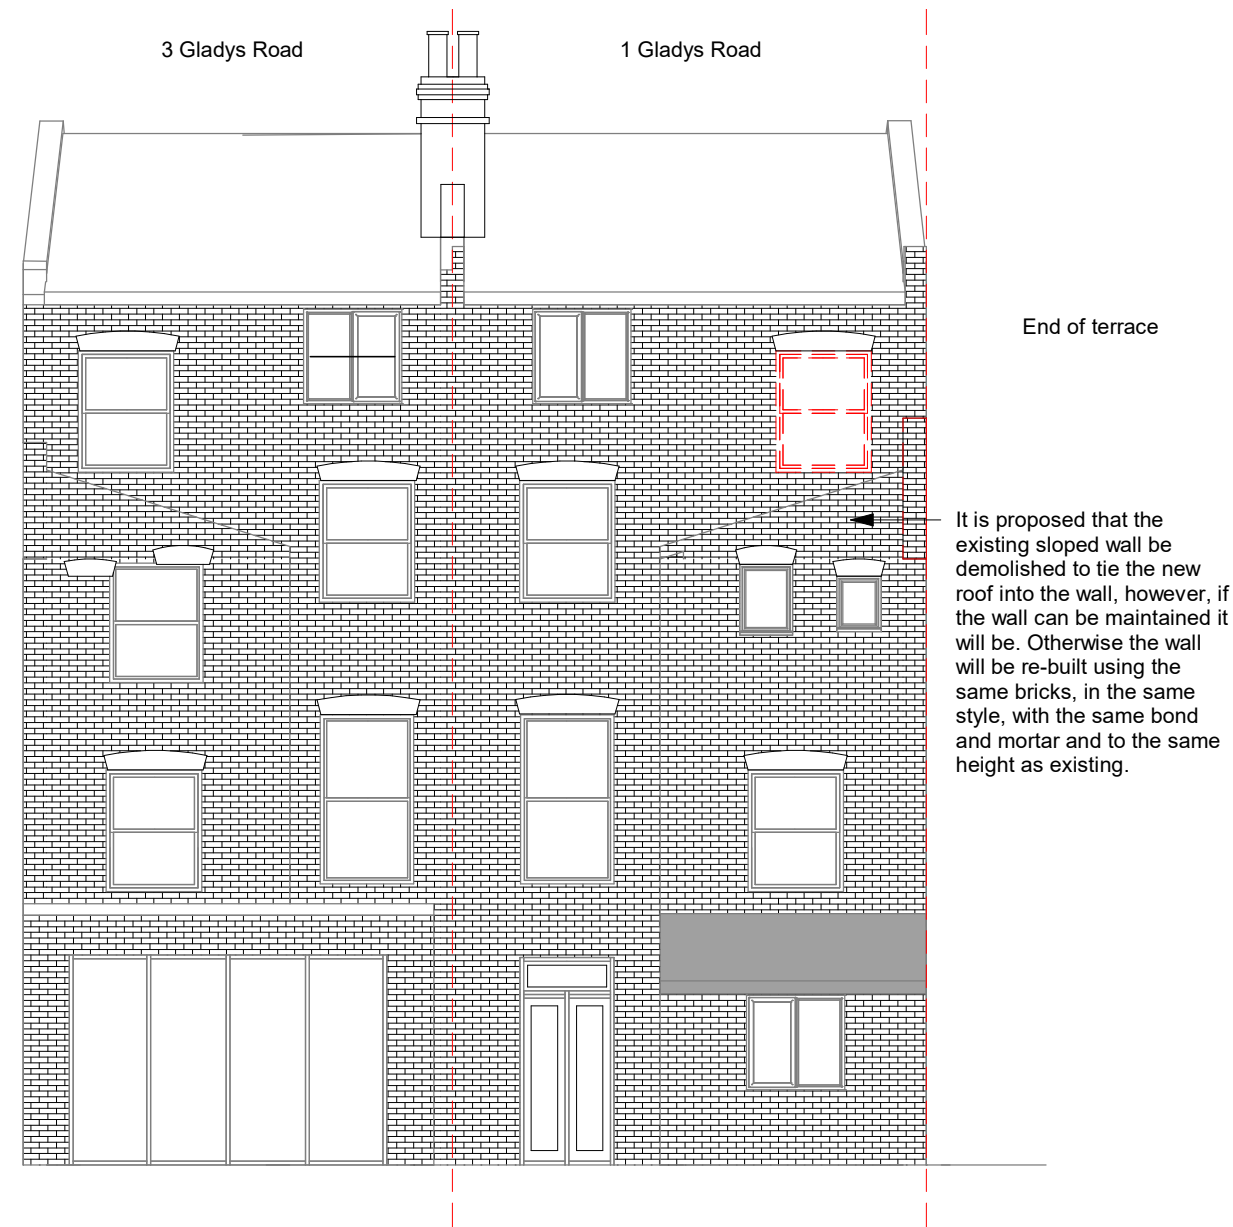 3 Gladys Road
1 Gladys Road
End of terrace
It is proposed that the
existing sloped wall be
demolished to tie the new
roof into the wall, however, if
the wall can be maintained it
will be. Otherwise the wall
will be re-built using the
same bricks, in the same
style, with the same bond
and mortar and to the same
height as existing.